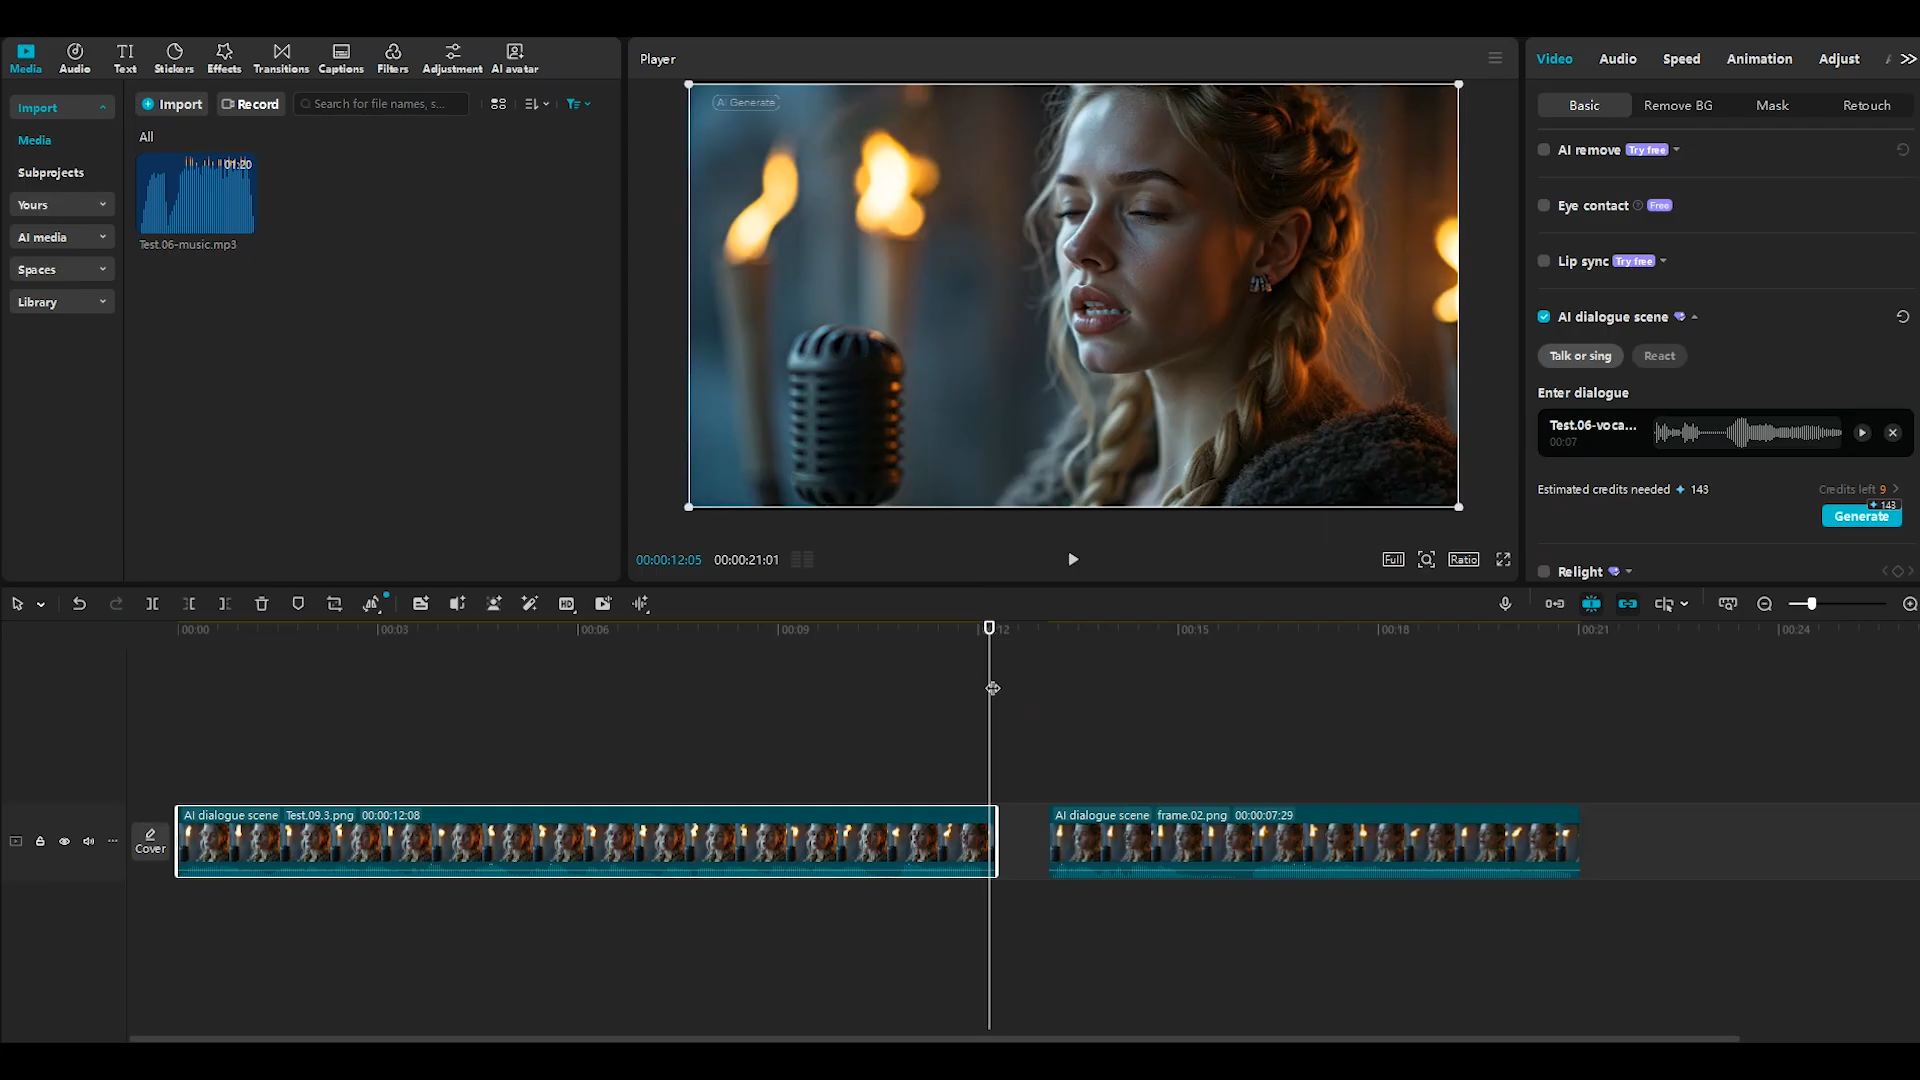 Media
Audio
Text
Stickers
Effects
Transitions
Captions
Filters
Adjustment
AI avatar
Import
Media
Subprojects
Yours
AI media
Spaces
Library
Import
Record
Search for file names, s...
All
01:20
Test.06-music.mp3
Player
AI Generate
00:00:12:05
00:00:21:01
Full
Ratio
Video
Audio
Speed
Animation
Adjust
Basic
Remove BG
Mask
Retouch
AI remove Try free
Eye contact Free
Lip sync Try free
AI dialogue scene
Talk or sing
React
Enter dialogue
Test.06-voca...
00:07
Estimated credits needed 143
Credits left 9
143
Generate
Relight
00:00
00:03
00:06
00:09
12
00:15
00:18
00:21
00:24
Cover
AI dialogue scene Test.09.3.png 00:00:12:08
AI dialogue scene frame.02.png 00:00:07:29